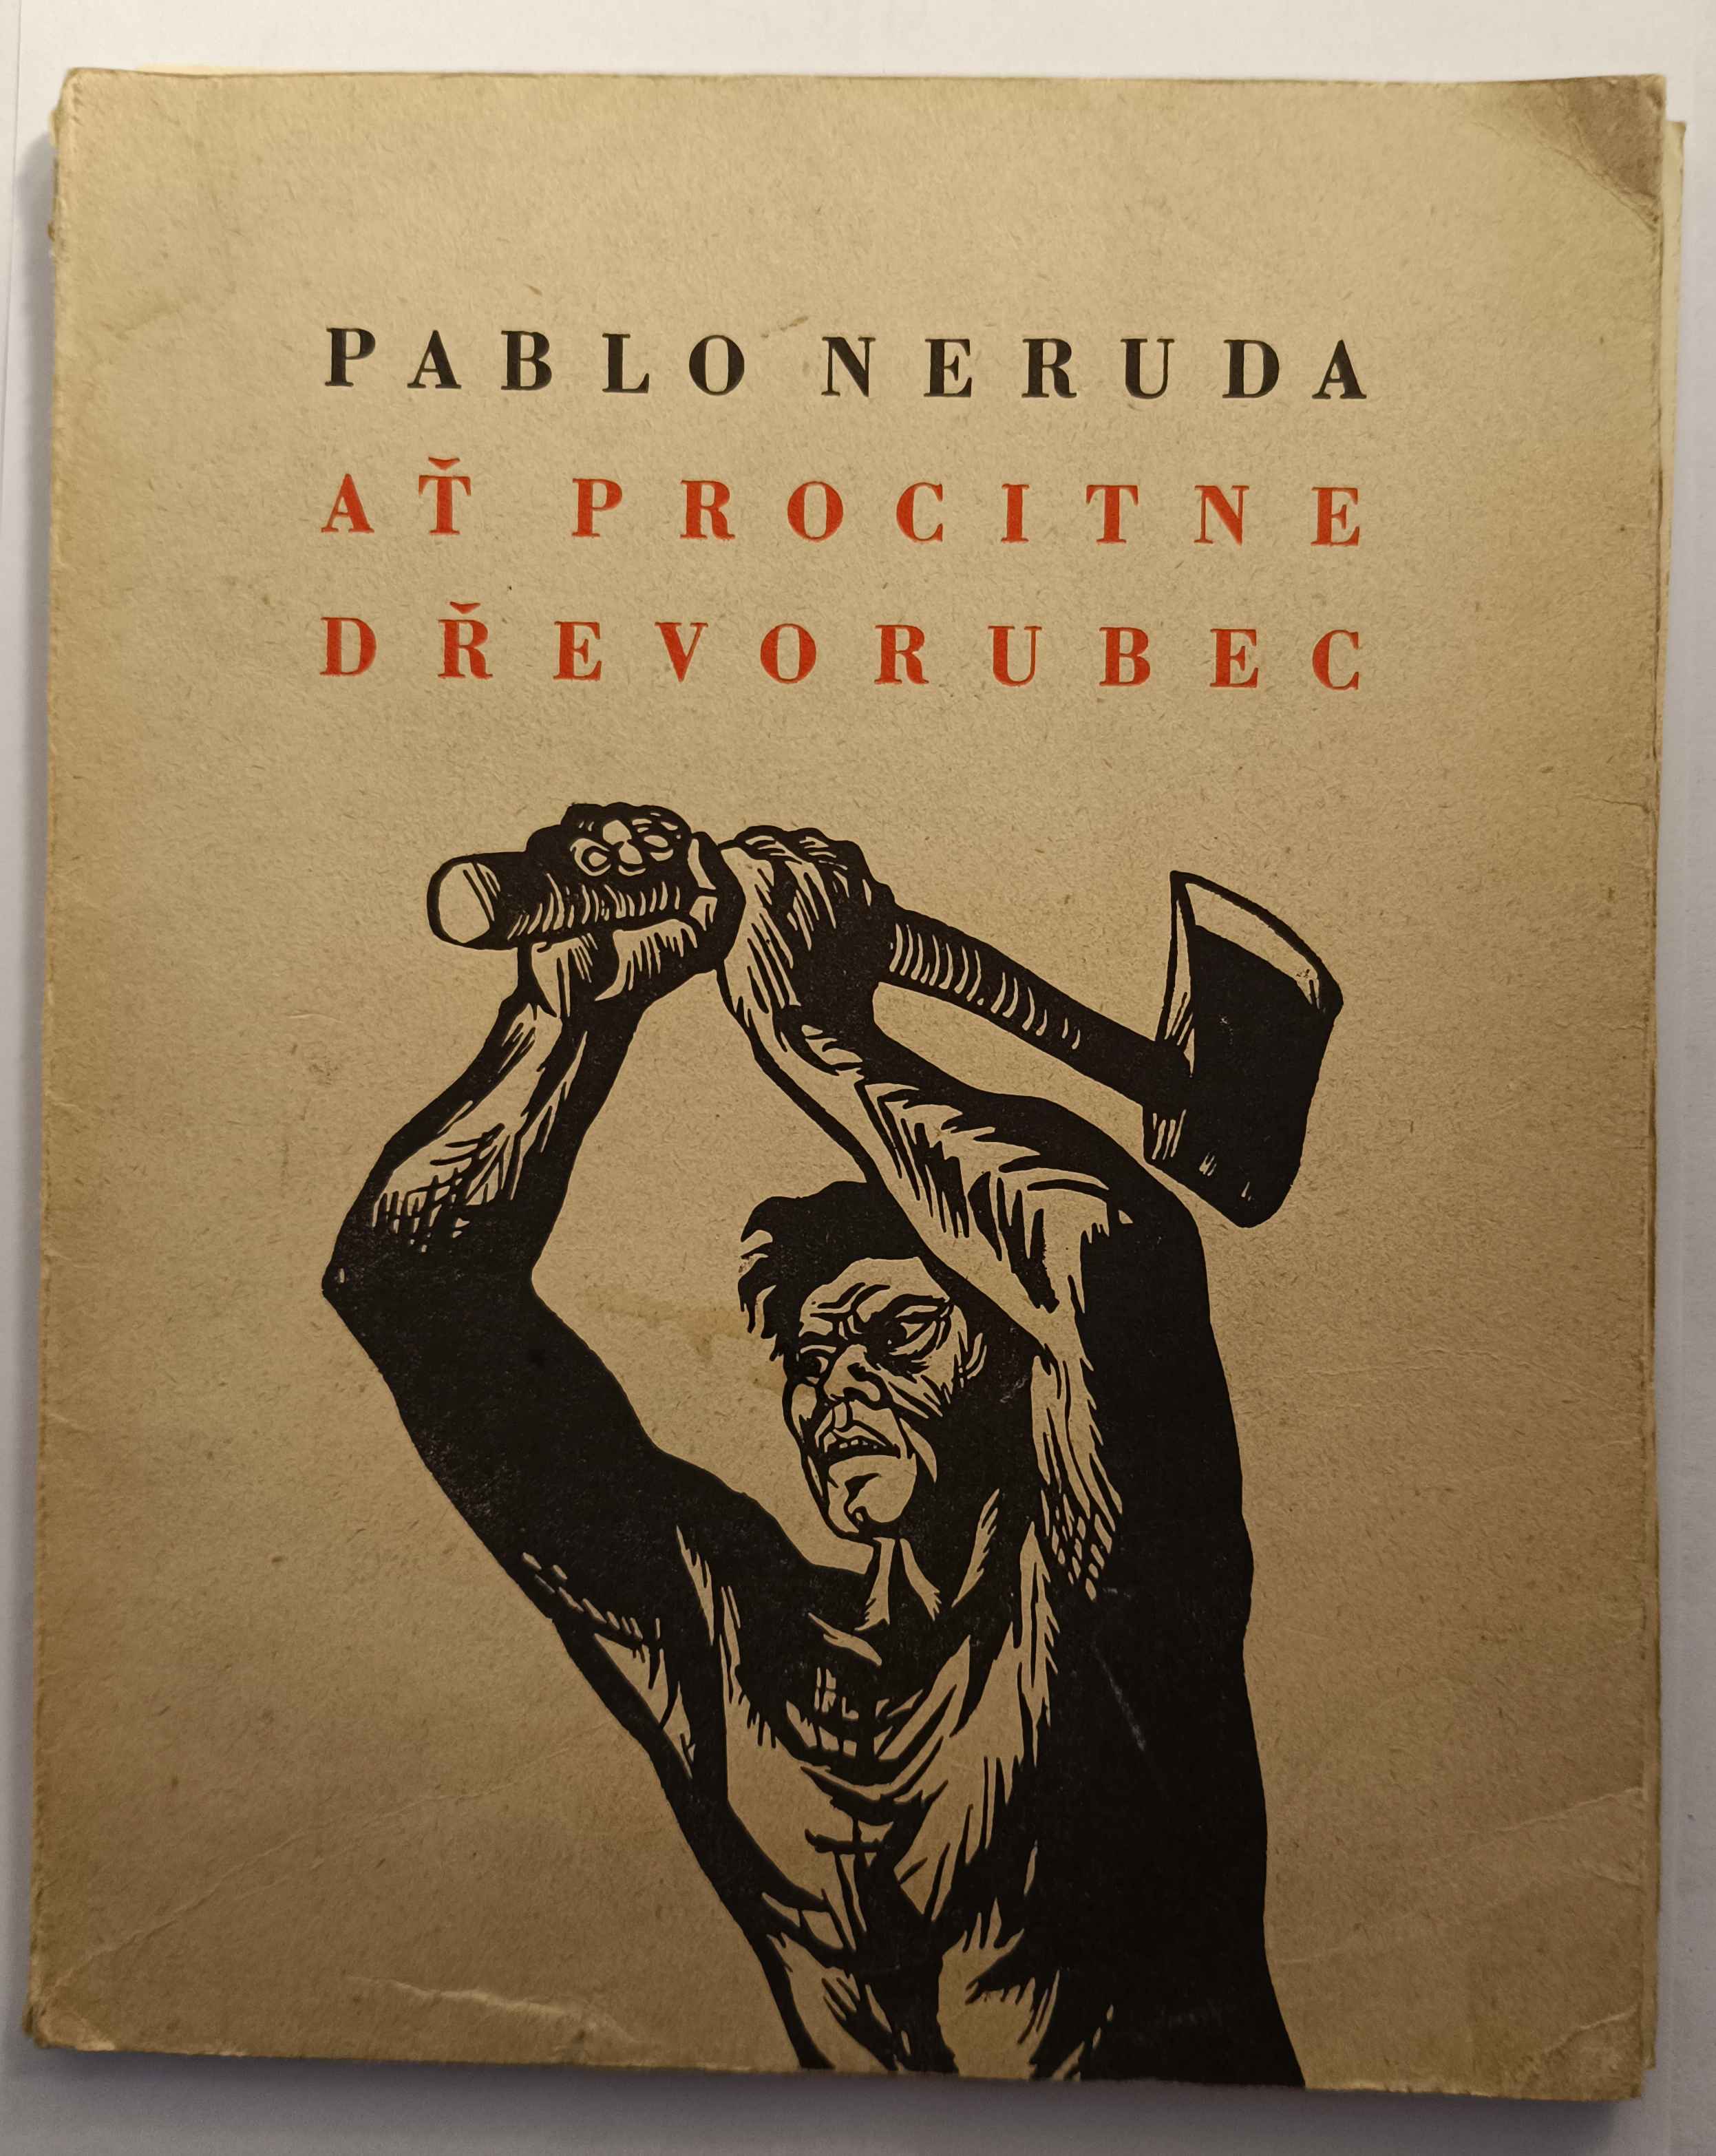 PABLO NERUDA
AŤ PROCITNE
DŘEVORUBEC